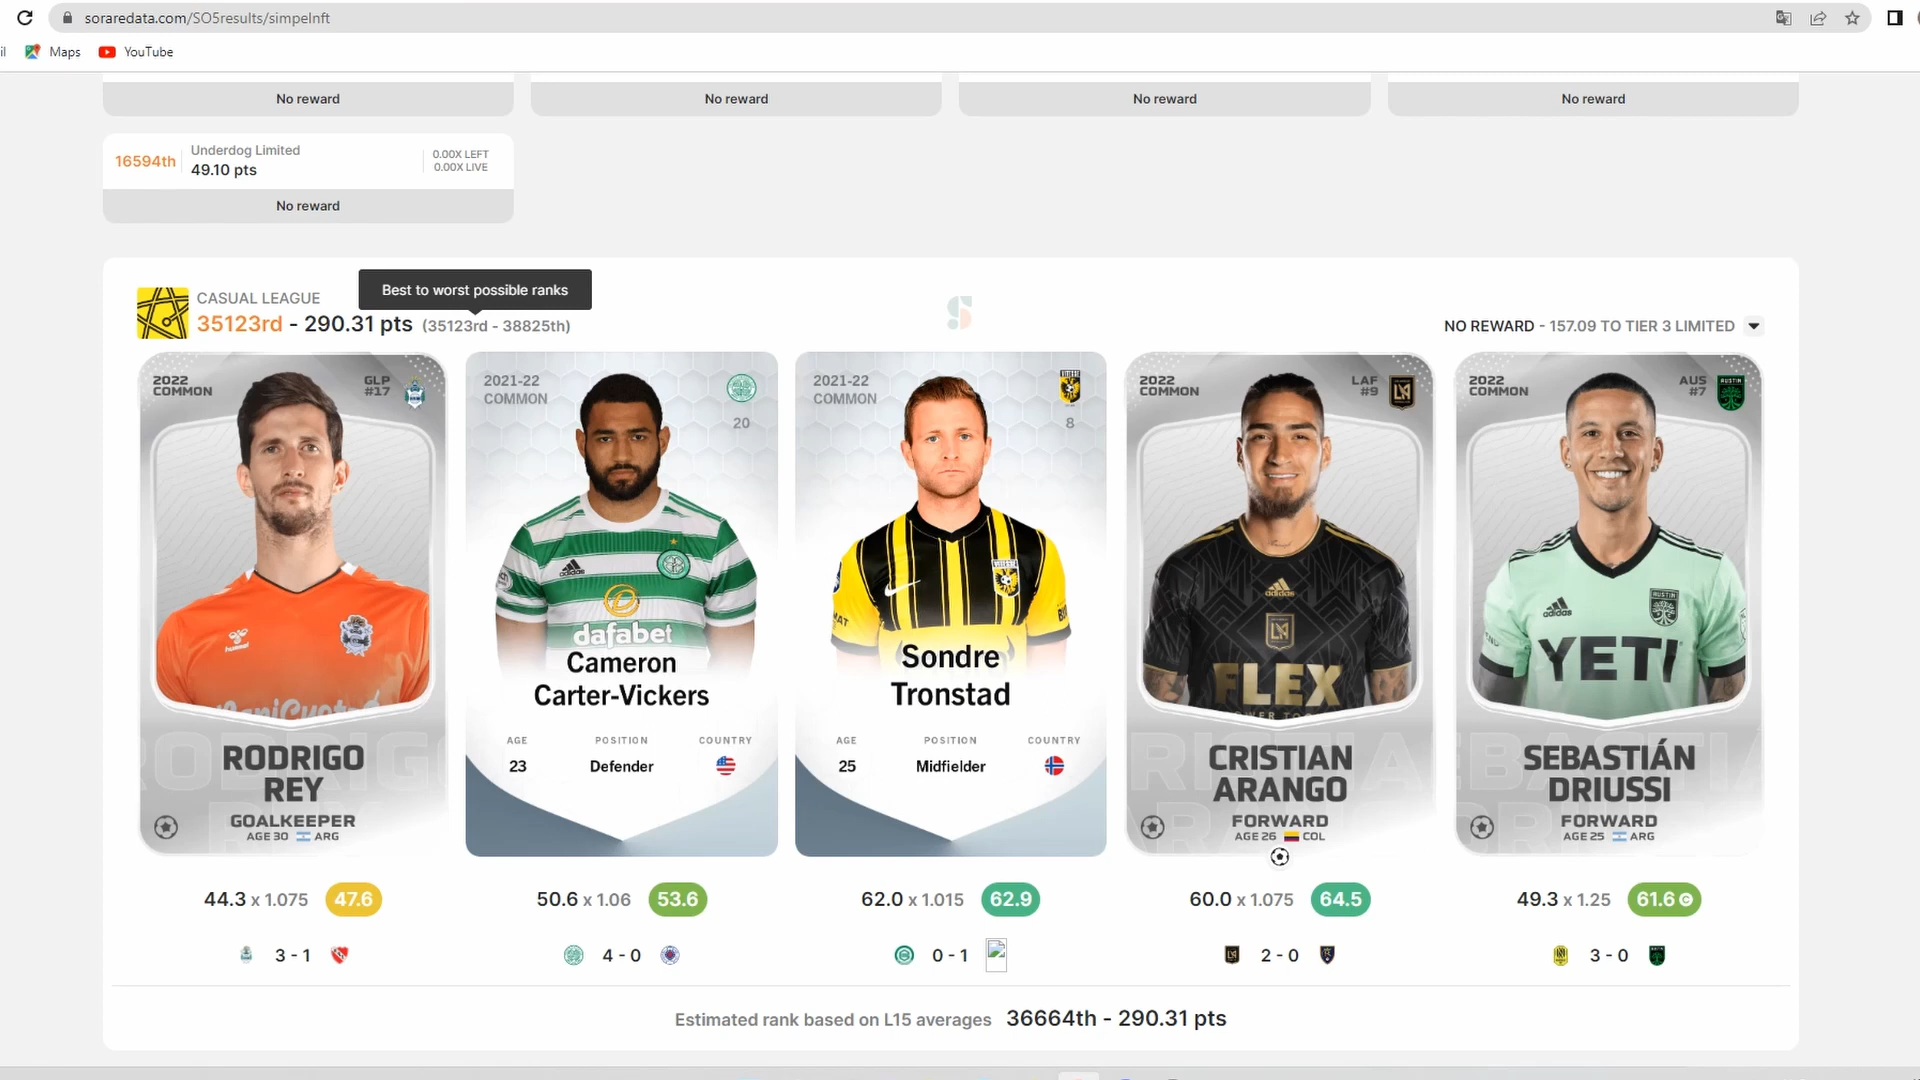 soraredata.com/SO5results/simpelnft
il Maps YouTube
No reward No reward No reward No reward
16594th Underdog Limited 0.00X LEFT
49.10 pts 0.00X LIVE
No reward
Best to worst possible ranks
CASUAL LEAGUE
35123rd - 290.31 pts (35123rd - 38825th)
NO REWARD - 157.09 TO TIER 3 LIMITED
2022
COMMON
GLP
#17
hummel
RODRIGO
REY
GOALKEEPER
AGE 30 ARG
2021-22
COMMON
20
adidas
dafabet
Cameron
Carter-Vickers
AGE POSITION COUNTRY
23 Defender
2021-22
COMMON
8
VITESSE
Sondre
Tronstad
AGE POSITION COUNTRY
25 Midfielder
2022
COMMON
LAF
#9
adidas
FLEX
CRISTIAN
ARANGO
FORWARD
AGE 26 COL
2022
COMMON
AUS
#7
AUSTIN
adidas
AUSTIN
YETI
SEBASTIÁN
DRIUSSI
FORWARD
AGE 25 ARG
44.3 x 1.075 47.6
50.6 x 1.06 53.6
62.0 x 1.015 62.9
60.0 x 1.075 64.5
49.3 x 1.25 61.6 C
3 - 1
4 - 0
0 - 1
2 - 0
3 - 0
Estimated rank based on L15 averages 36664th - 290.31 pts